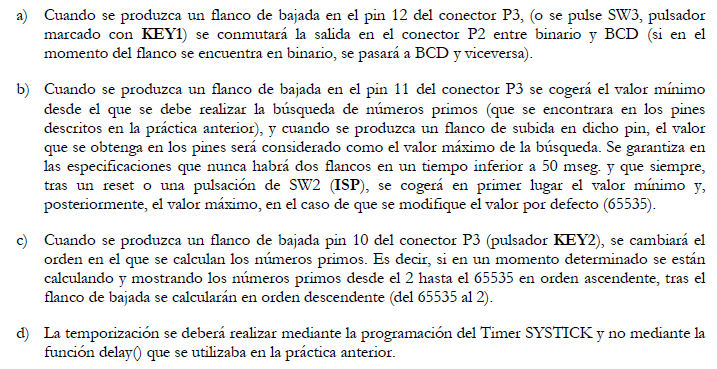 a) Cuando se produzca un flanco de bajada en el pin 12 del conector P3, (o se pulse SW3, pulsador
marcado con KEY1) se conmutará la salida en el conector P2 entre binario y BCD (si en el
momento del flanco se encuentra en binario, se pasará a BCD y viceversa).
b) Cuando se produzca un flanco de bajada en el pin 11 del conector P3 se cogerá el valor mínimo
desde el que se debe realizar la búsqueda de números primos (que se encontrara en los pines
descritos en la práctica anterior), y cuando se produzca un flanco de subida en dicho pin, el valor
que se obtenga en los pines será considerado como el valor máximo de la búsqueda. Se garantiza en
las especificaciones que nunca habrá dos flancos en un tiempo inferior a 50 mseg. y que siempre,
tras un reset o una pulsación de SW2 (ISP), se cogerá en primer lugar el valor mínimo y,
posteriormente, el valor máximo, en el caso de que se modifique el valor por defecto (65535).
c) Cuando se produzca un flanco de bajada pin 10 del conector P3 (pulsador KEY2), se cambiará el
orden en el que se calculan los números primos. Es decir, si en un momento determinado se están
calculando y mostrando los números primos desde el 2 hasta el 65535 en orden ascendente, tras el
flanco de bajada se calcularán en orden descendente (del 65535 al 2).
d) La temporización se deberá realizar mediante la programación del Timer SYSTICK y no mediante la
función delay() que se utilizaba en la práctica anterior.